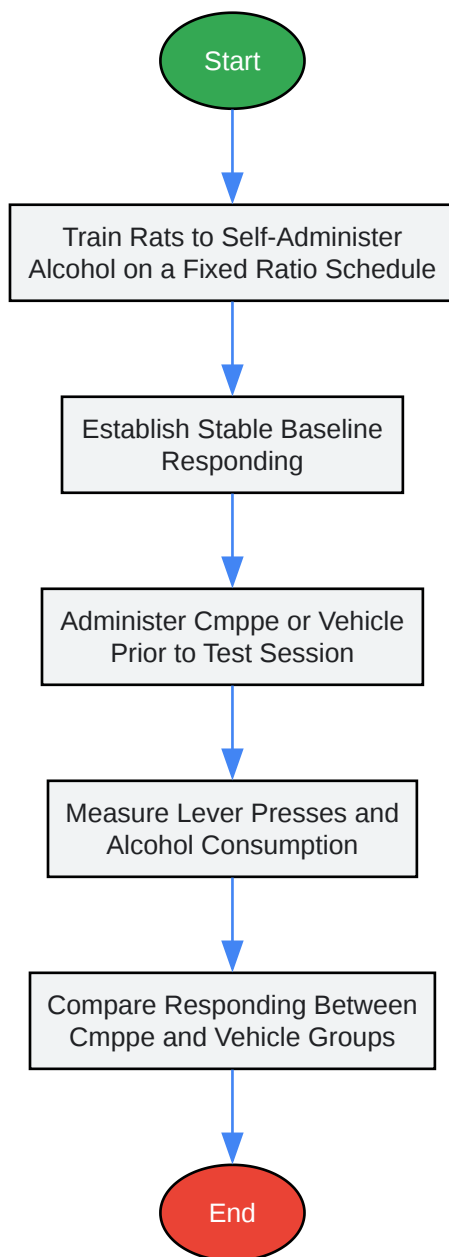 Start
Train Rats to Self-Administer
Alcohol on a Fixed Ratio Schedule
Establish Stable Baseline
Responding
Administer Cmppe or Vehicle
Prior to Test Session
Measure Lever Presses and
Alcohol Consumption
Compare Responding Between
Cmppe and Vehicle Groups
End